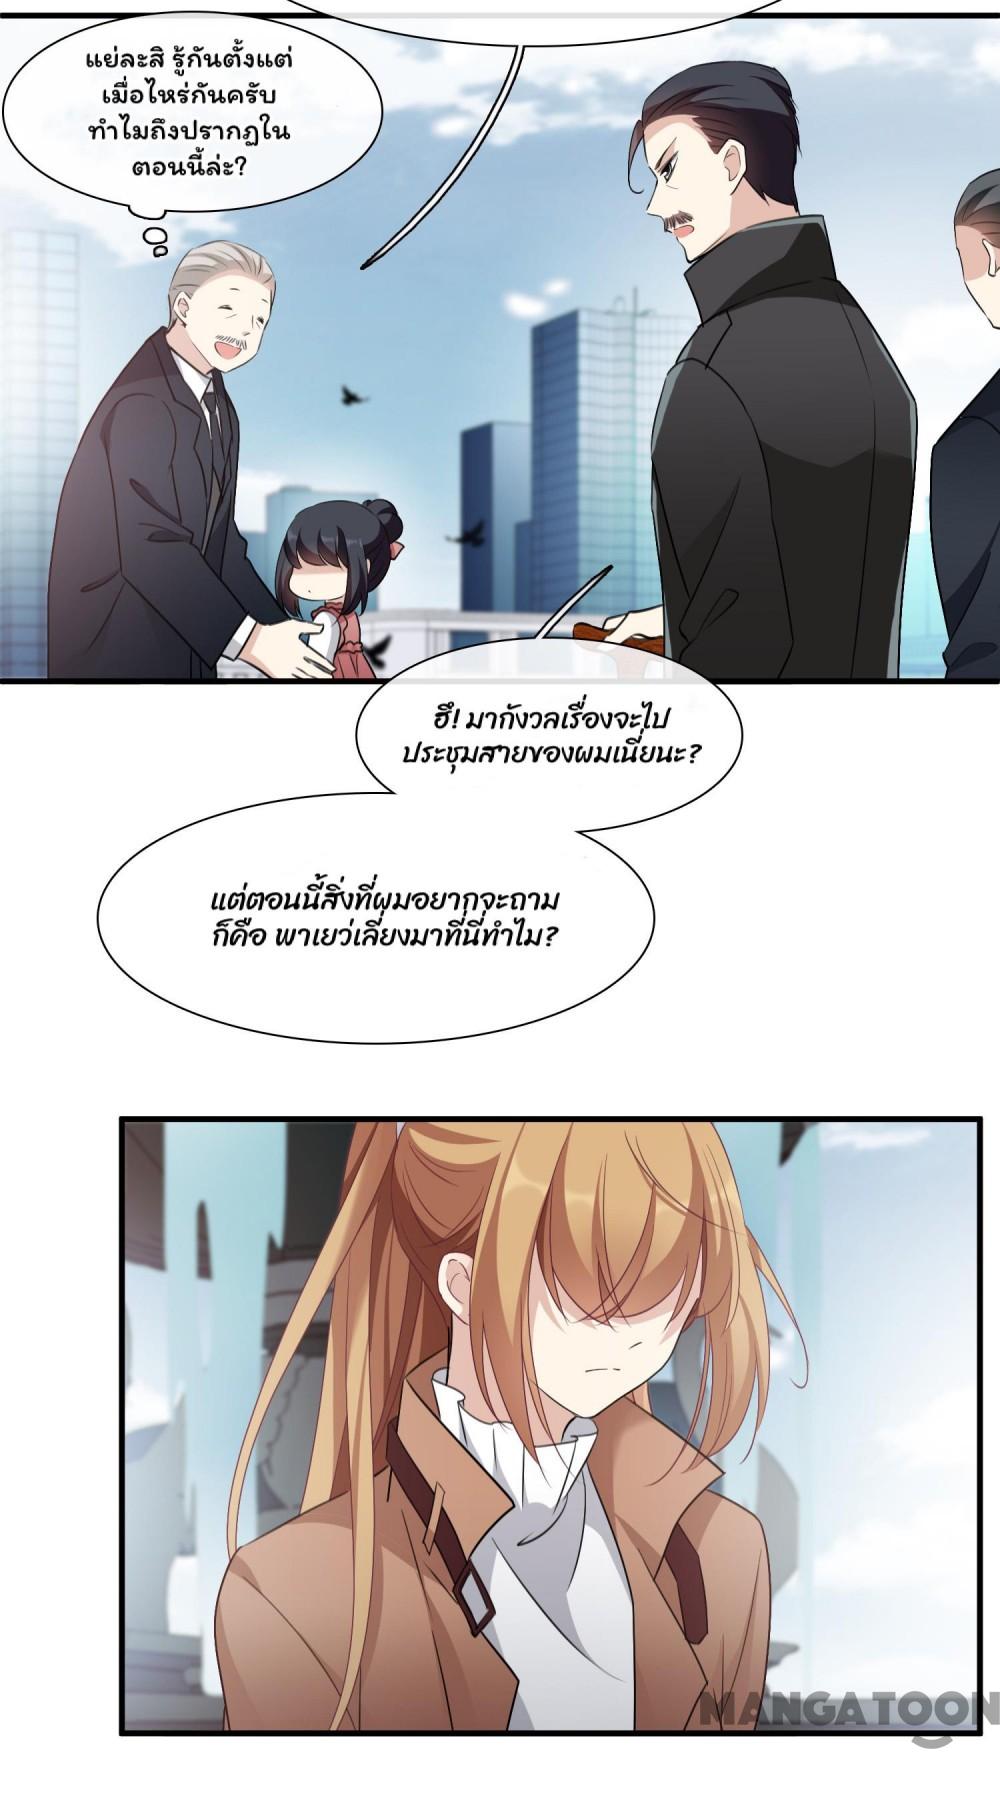 แย่ละสิ รู้กันตั้งแต่
เมื่อไหร่กันครับ
ทำไมถึงปรากฏใน
ตอนนี้ล่ะ?
ฮึ! มากังวลเรื่องจะไป
ประชุมสายของผมเนี่ยนะ?
แต่ตอนนี้สิ่งที่ผมอยากจะถาม
ก็คือ พาเยว่เลี่ยงมาที่นี่ทำไม?
MANGATOON